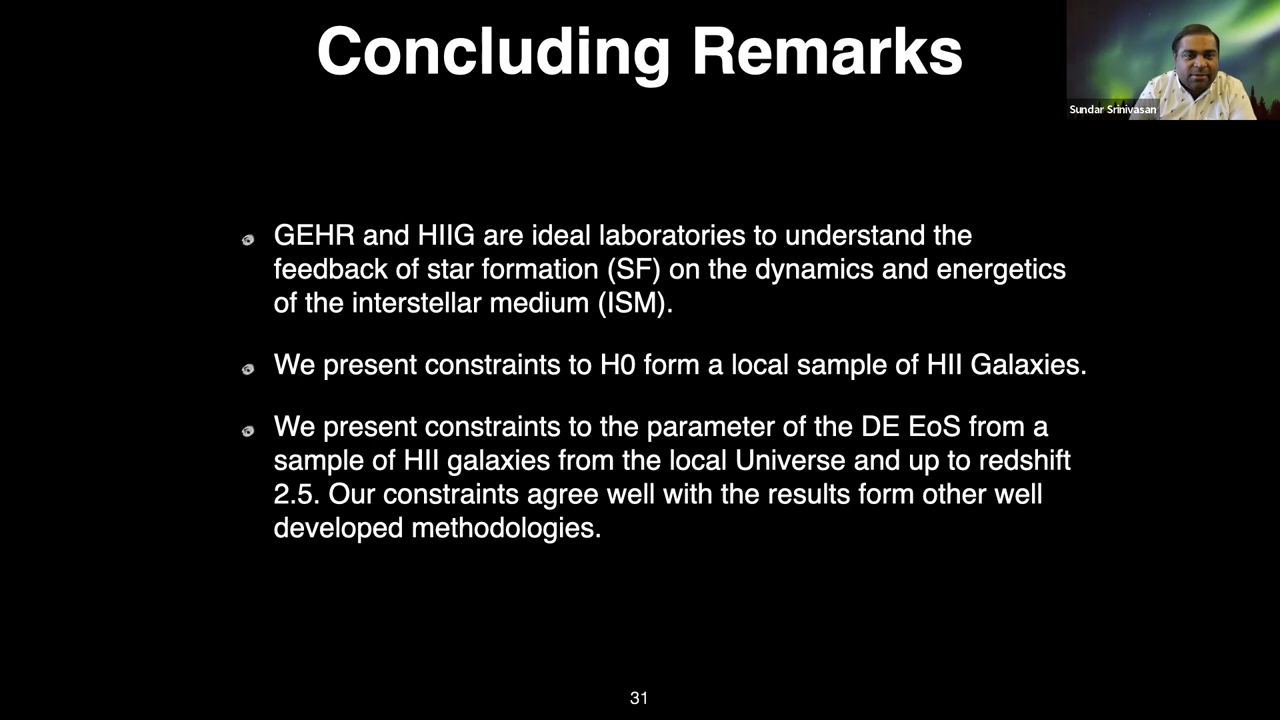 Concluding Remarks
Sundar Srinivasan
GEHR and HIIG are ideal laboratories to understand the
feedback of star formation (SF) on the dynamics and energetics
of the interstellar medium (ISM).
We present constraints to H0 form a local sample of HII Galaxies.
We present constraints to the parameter of the DE EoS from a
sample of HII galaxies from the local Universe and up to redshift
2.5. Our constraints agree well with the results form other well
developed methodologies.
31